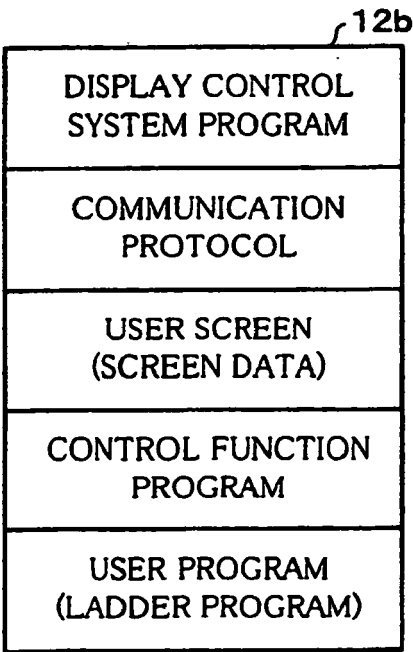 12b
DISPLAY CONTROL
SYSTEM PROGRAM
COMMUNICATION
PROTOCOL
USER SCREEN
(SCREEN DATA)
CONTROL FUNCTION
PROGRAM
USER PROGRAM
(LADDER PROGRAM)